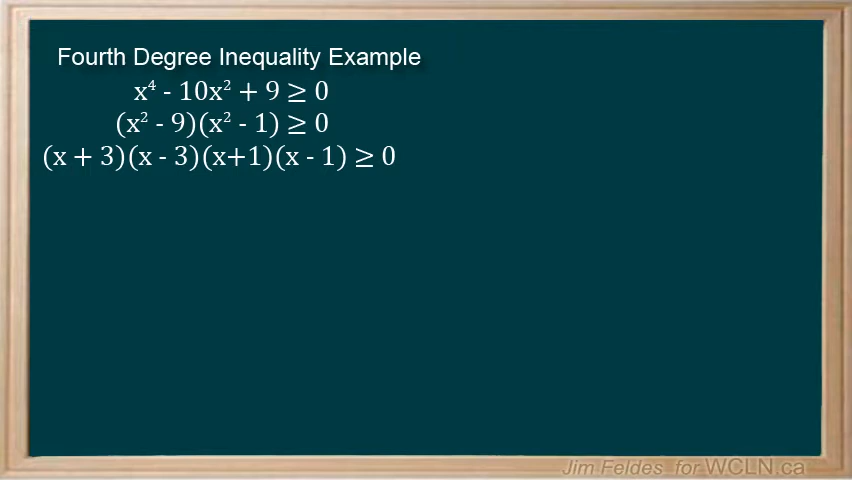 Fourth Degree Inequality Example
x⁴ - 10x² + 9 ≥ 0
(x² - 9)(x² - 1) ≥ 0
(x + 3)(x - 3)(x+1)(x - 1) ≥ 0
Jim Feldes for WCLN.ca